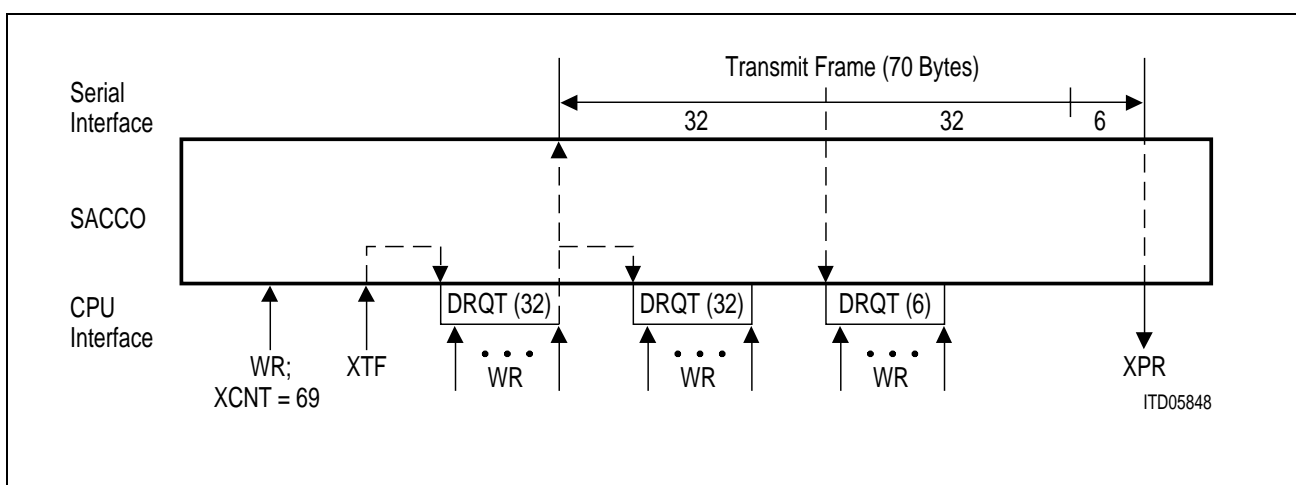 Transmit Frame (70 Bytes)
Serial
Interface
32
32
6
SACCO
CPU
Interface
DRQT (32)
DRQT (32)
DRQT (6)
WR;
XCNT = 69
XTF
• • •
WR
• • •
WR
• • •
WR
XPR
ITD05848